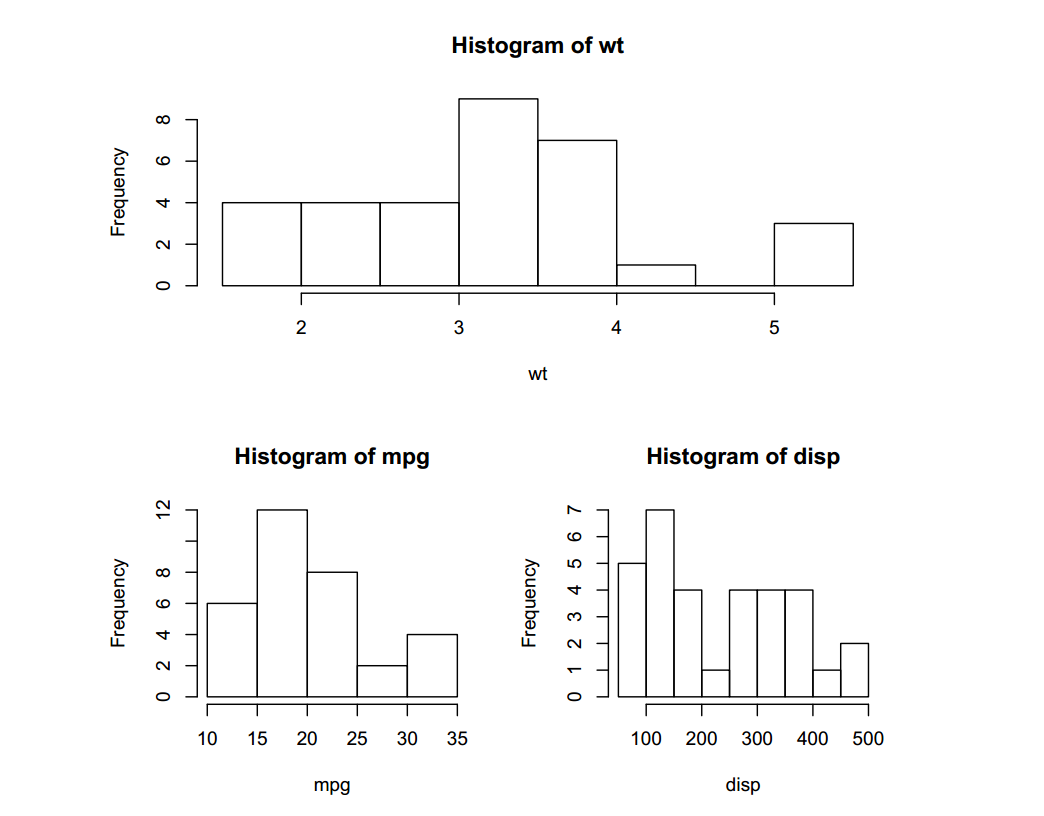 Histogram of wt
Frequency
0 2 4 6 8
2 3 4 5
wt
Histogram of mpg
Frequency
0 2 4 6 8 12
10 15 20 25 30 35
mpg
Histogram of disp
Frequency
0 1 2 3 4 5 6 7
100 200 300 400 500
disp